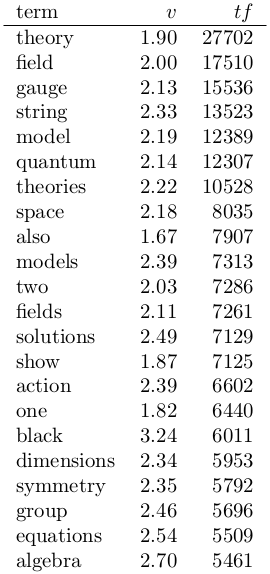 term v tf
theory 1.90 27702
field 2.00 17510
gauge 2.13 15536
string 2.33 13523
model 2.19 12389
quantum 2.14 12307
theories 2.22 10528
space 2.18 8035
also 1.67 7907
models 2.39 7313
two 2.03 7286
fields 2.11 7261
solutions 2.49 7129
show 1.87 7125
action 2.39 6602
one 1.82 6440
black 3.24 6011
dimensions 2.34 5953
symmetry 2.35 5792
group 2.46 5696
equations 2.54 5509
algebra 2.70 5461